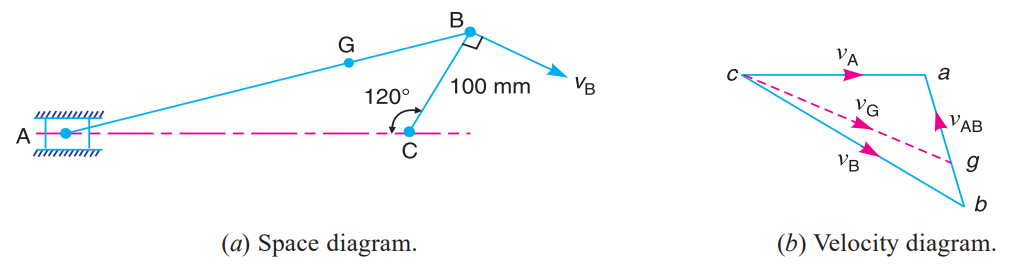 B
G
v_B
100 mm
120°
A
C
(a) Space diagram.
v_A
c
a
v_G
v_AB
v_B
g
b
(b) Velocity diagram.